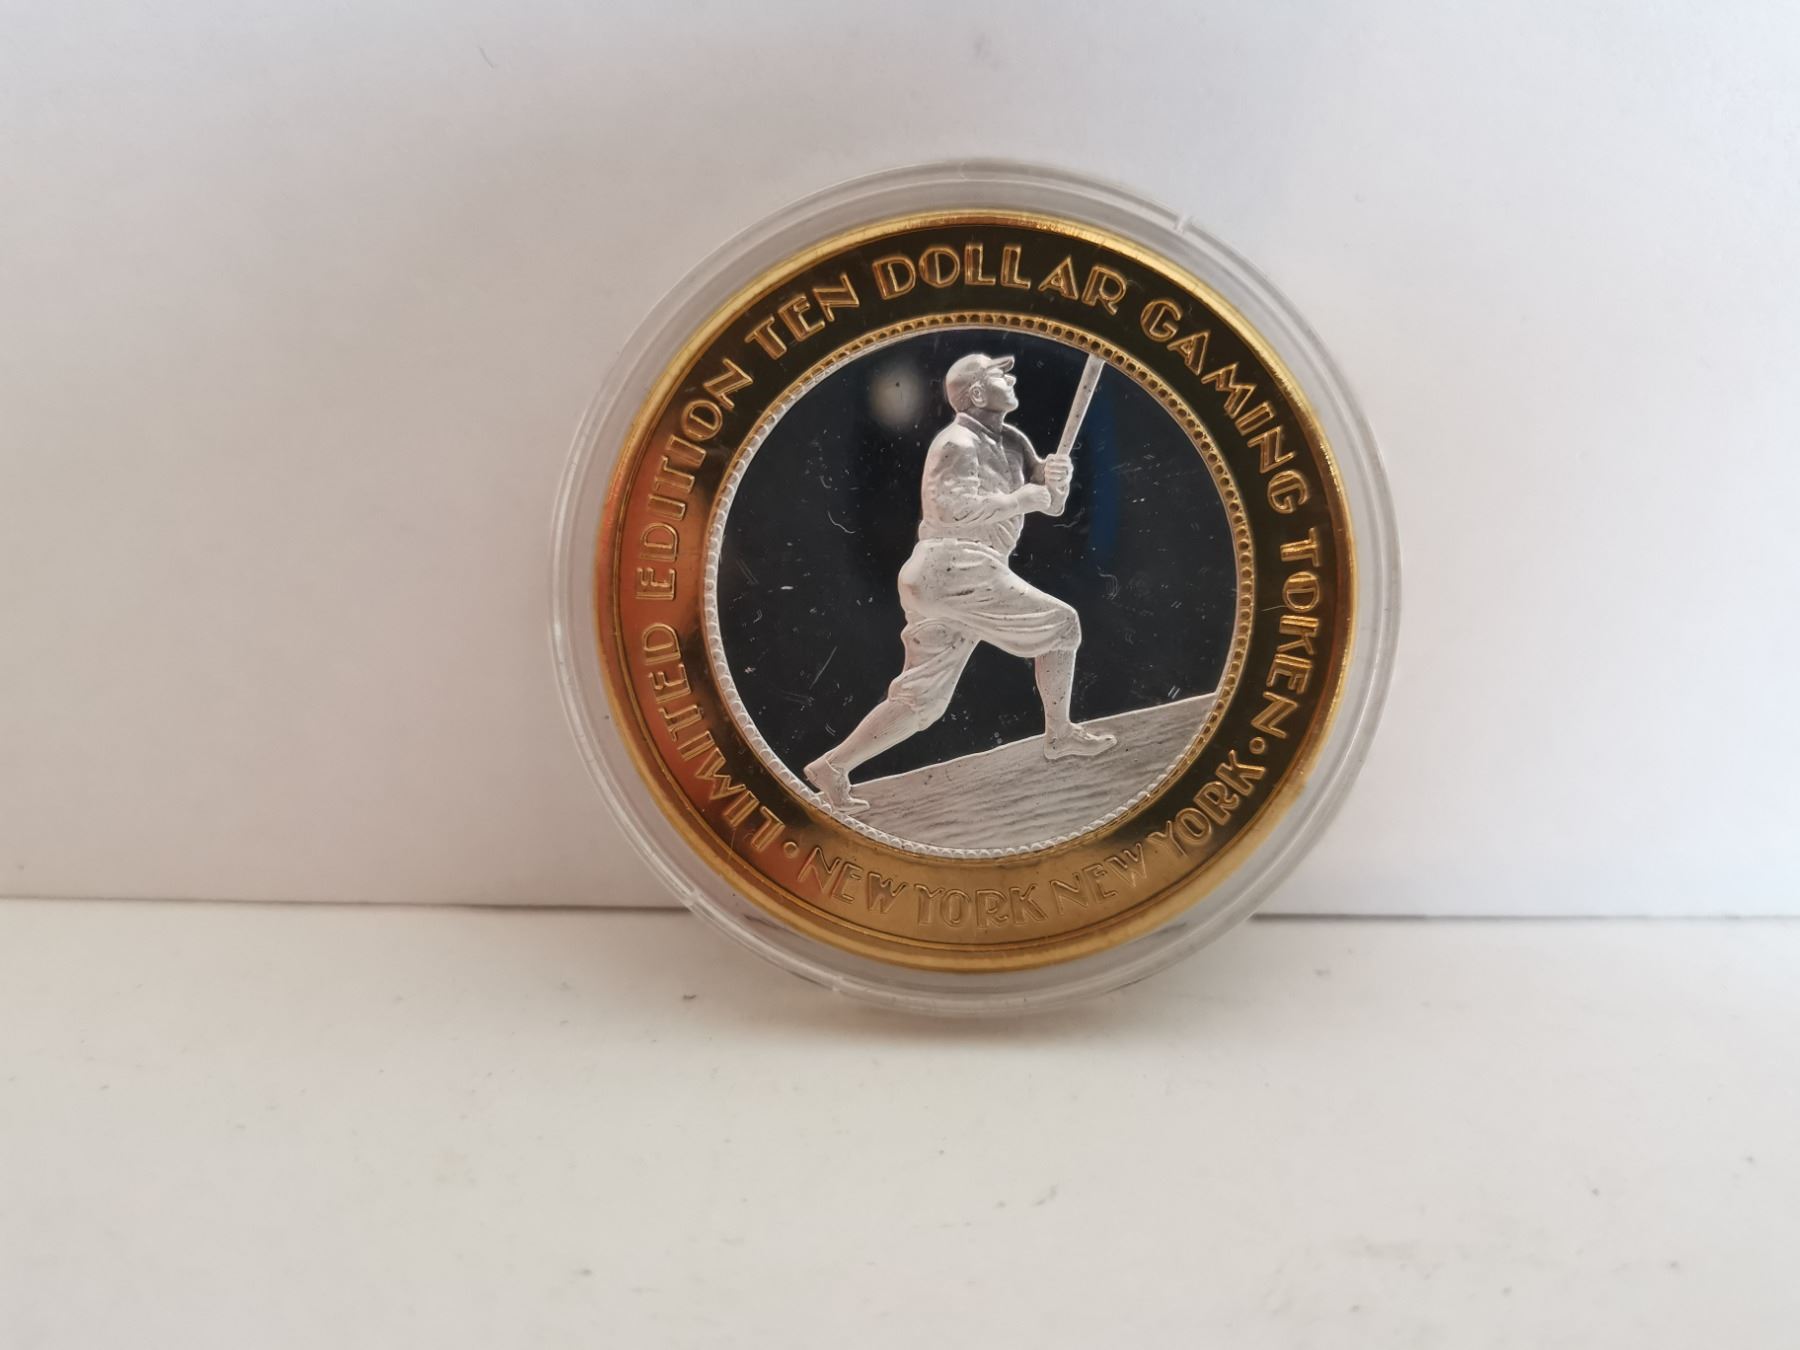 LIMITED EDITION TEN DOLLAR GAMING TOKEN
• NEW YORK NEW YORK •